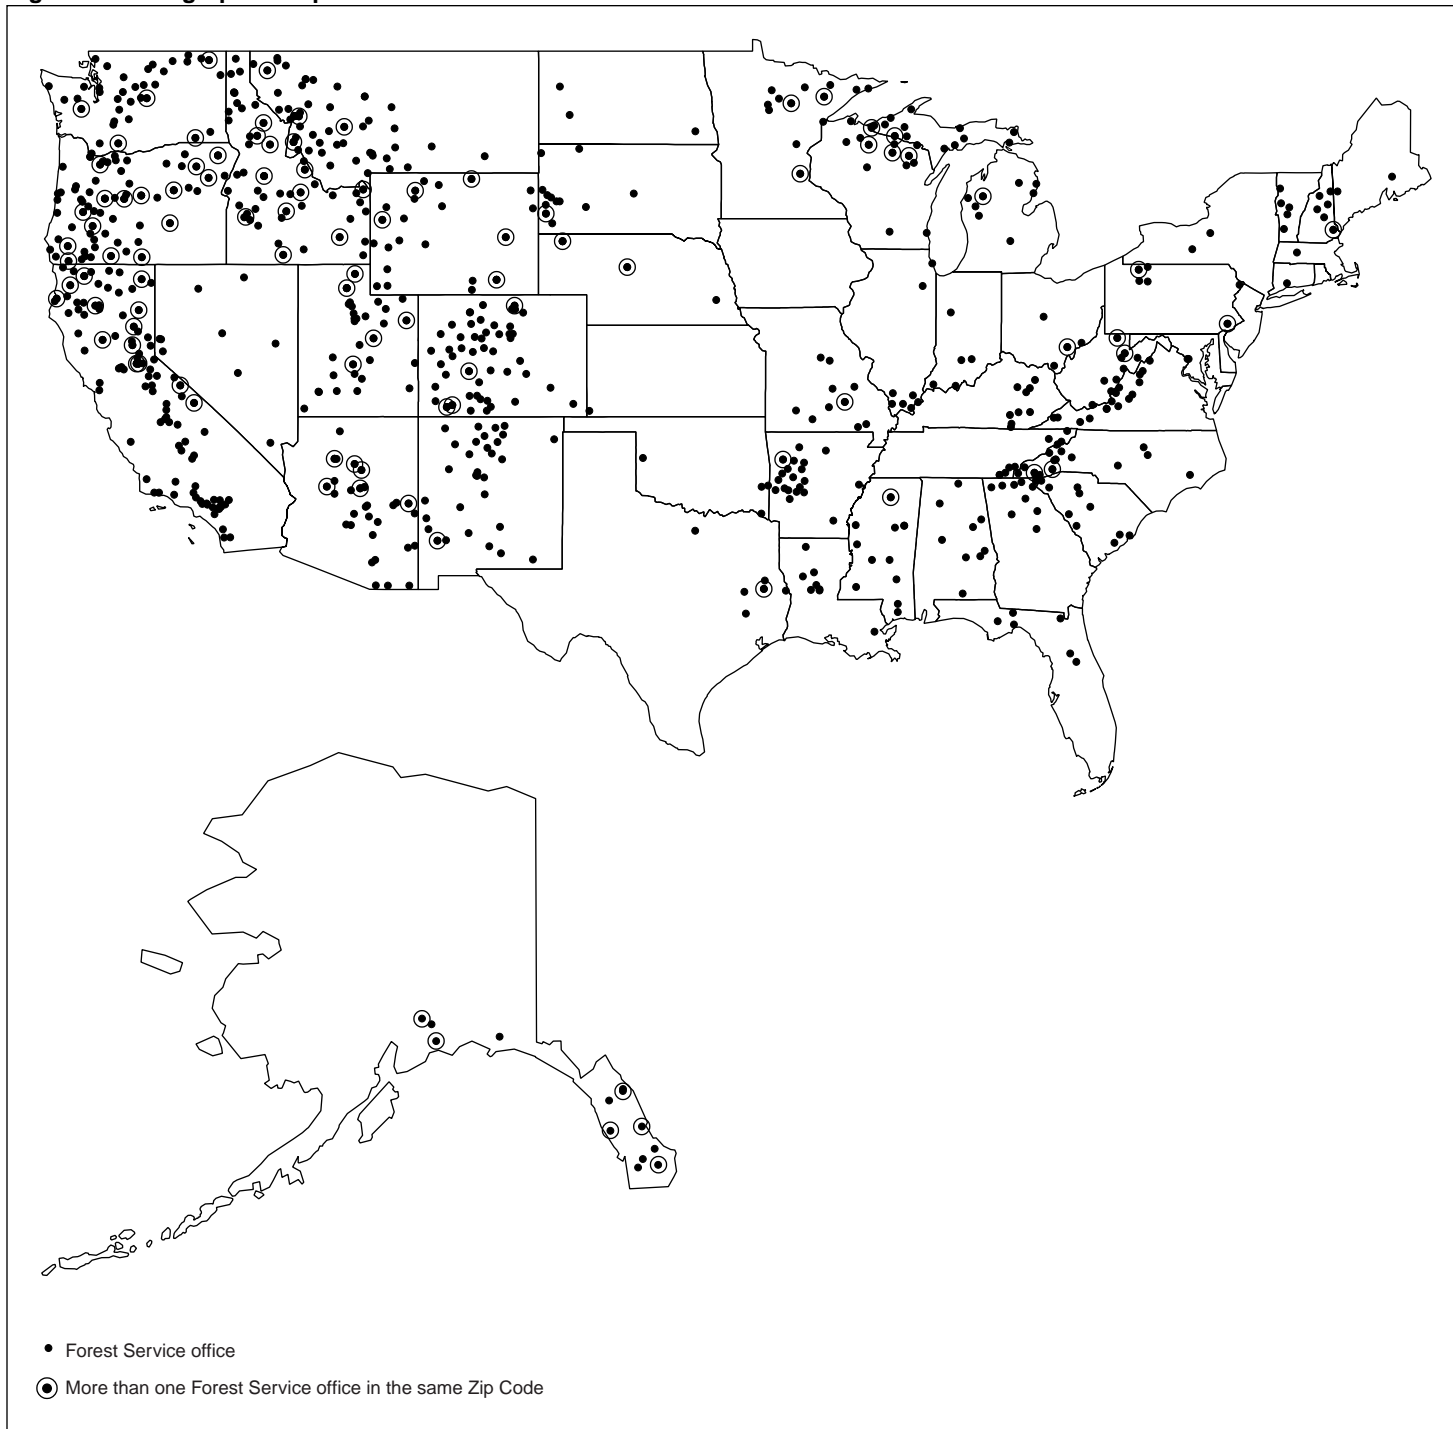 Forest Service office
More than one Forest Service office in the same Zip Code